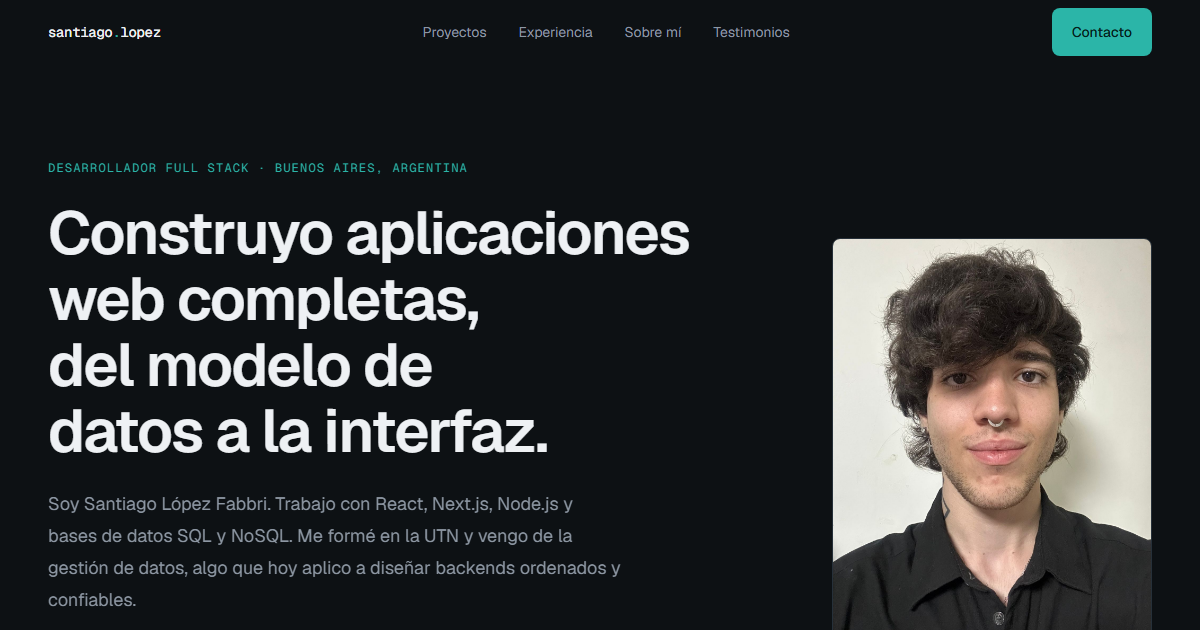 santiago.lopez
Proyectos
Experiencia
Sobre mí
Testimonios
Contacto
DESARROLLADOR FULL STACK · BUENOS AIRES, ARGENTINA
Construyo aplicaciones
web completas,
del modelo de
datos a la interfaz.
Soy Santiago López Fabbri. Trabajo con React, Next.js, Node.js y
bases de datos SQL y NoSQL. Me formé en la UTN y vengo de la
gestión de datos, algo que hoy aplico a diseñar backends ordenados y
confiables.